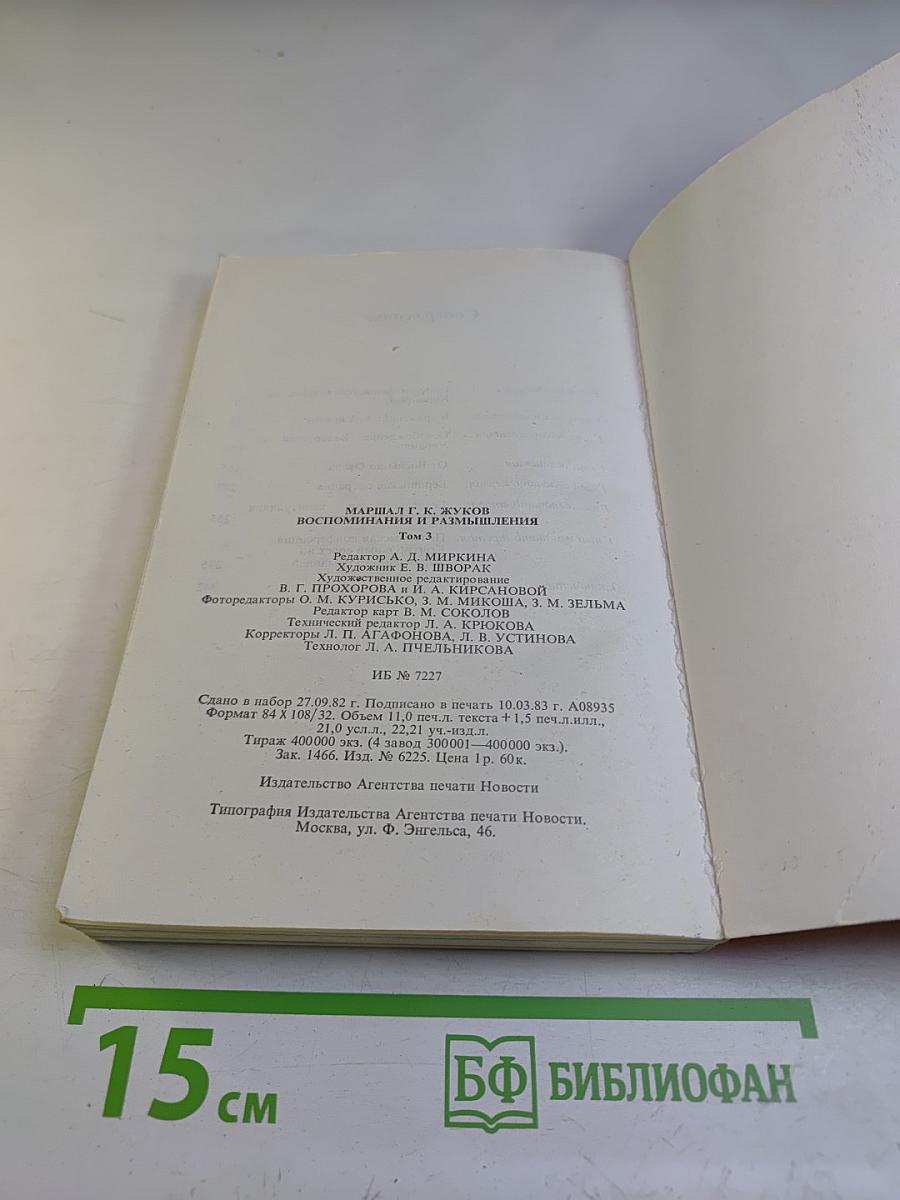 МАРШАЛ Г. К. ЖУКОВ
ВОСПОМИНАНИЯ И РАЗМЫШЛЕНИЯ
Том 3
Редактор А. Д. МИРКИНА
Художник Е. В. ШВОРАК
Художественное редактирование
В. Г. ПРОХОРОВА и И. А. КИРСАНОВОЙ
Фоторедакторы О. М. КУРИСЬКО, З. М. МИКОША, З. М. ЗЕЛЬМА
Редактор карт В. М. СОКОЛОВ
Технический редактор Л. А. КРЮКОВА
Корректоры Л. П. АГАФОНОВА, Л. В. УСТИНОВА
Технолог Л. А. ПЧЕЛЬНИКОВА
ИБ № 7227
Сдано в набор 27.09.82 г. Подписано в печать 10.03.83 г. А08935
Формат 84 X 108/32. Объем 11,0 печ.л. текста + 1,5 печ.л.илл.,
21,0 усл.л., 22,21 уч.-изд.л.
Тираж 400000 экз. (4 завод 300001—400000 экз.).
Зак. 1466. Изд. № 6225. Цена 1р. 60к.
Издательство Агентства печати Новости
Типография Издательства Агентства печати Новости.
Москва, ул. Ф. Энгельса, 46.
15 см
БФ БИБЛИОФАН